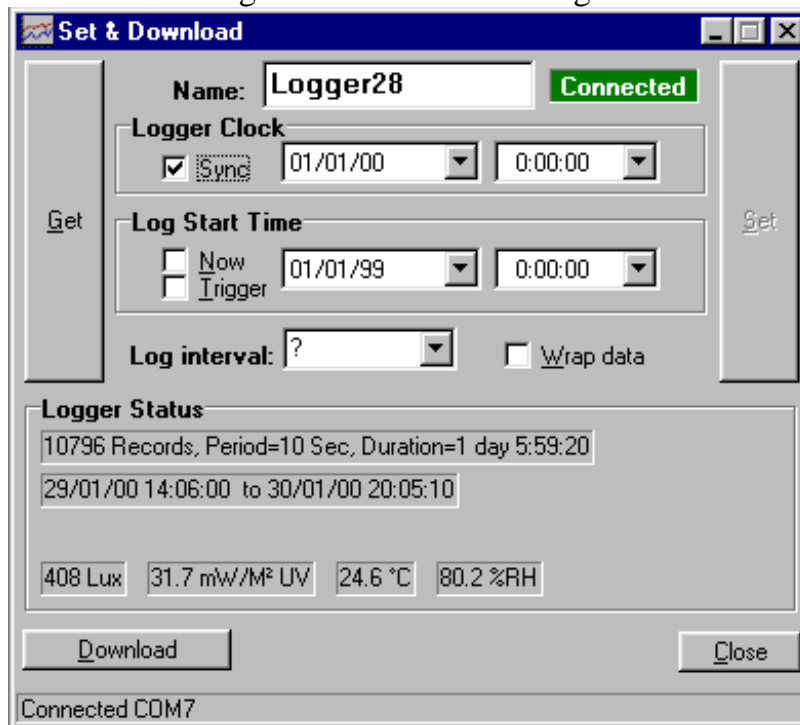 Set & Download
Name: Logger28 Connected
Logger Clock
Sync 01/01/00 0:00:00
Get
Set
Log Start Time
Now
Trigger
01/01/99 0:00:00
Log interval: ? Wrap data
Logger Status
10796 Records, Period=10 Sec, Duration=1 day 5:59:20
29/01/00 14:06:00 to 30/01/00 20:05:10
408 Lux 31.7 mW/M² UV 24.6 °C 80.2 %RH
Download Close
Connected COM7